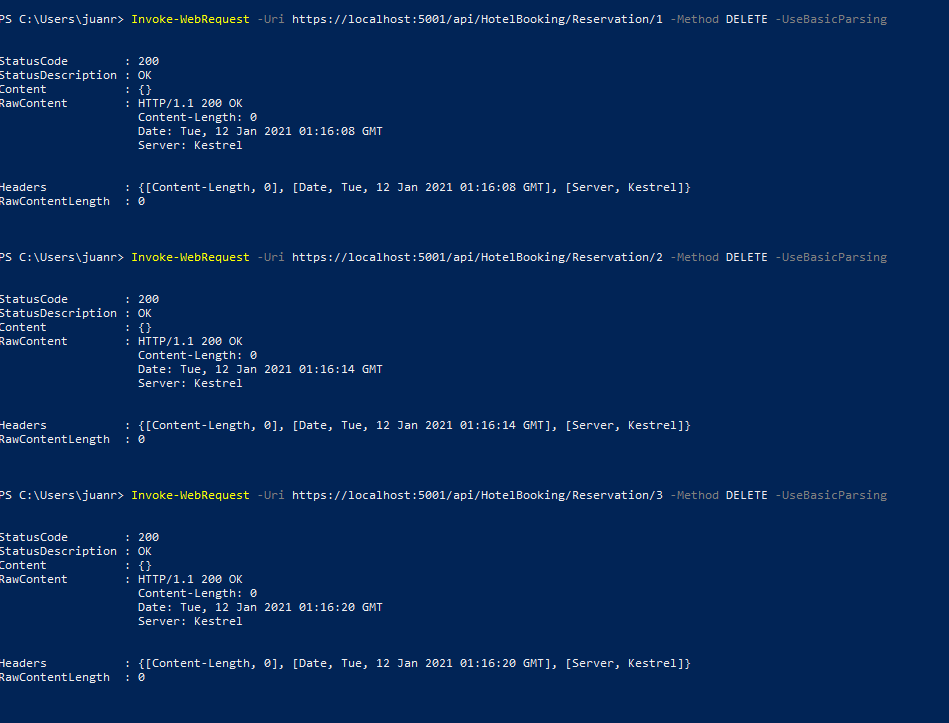 PS C:\Users\juanr> Invoke-WebRequest -Uri https://localhost:5001/api/HotelBooking/Reservation/1 -Method DELETE -UseBasicParsing
StatusCode : 200
StatusDescription : OK
Content : {}
RawContent : HTTP/1.1 200 OK
Content-Length: 0
Date: Tue, 12 Jan 2021 01:16:08 GMT
Server: Kestrel
Headers : {[Content-Length, 0], [Date, Tue, 12 Jan 2021 01:16:08 GMT], [Server, Kestrel]}
RawContentLength : 0
PS C:\Users\juanr> Invoke-WebRequest -Uri https://localhost:5001/api/HotelBooking/Reservation/2 -Method DELETE -UseBasicParsing
StatusCode : 200
StatusDescription : OK
Content : {}
RawContent : HTTP/1.1 200 OK
Content-Length: 0
Date: Tue, 12 Jan 2021 01:16:14 GMT
Server: Kestrel
Headers : {[Content-Length, 0], [Date, Tue, 12 Jan 2021 01:16:14 GMT], [Server, Kestrel]}
RawContentLength : 0
PS C:\Users\juanr> Invoke-WebRequest -Uri https://localhost:5001/api/HotelBooking/Reservation/3 -Method DELETE -UseBasicParsing
StatusCode : 200
StatusDescription : OK
Content : {}
RawContent : HTTP/1.1 200 OK
Content-Length: 0
Date: Tue, 12 Jan 2021 01:16:20 GMT
Server: Kestrel
Headers : {[Content-Length, 0], [Date, Tue, 12 Jan 2021 01:16:20 GMT], [Server, Kestrel]}
RawContentLength : 0